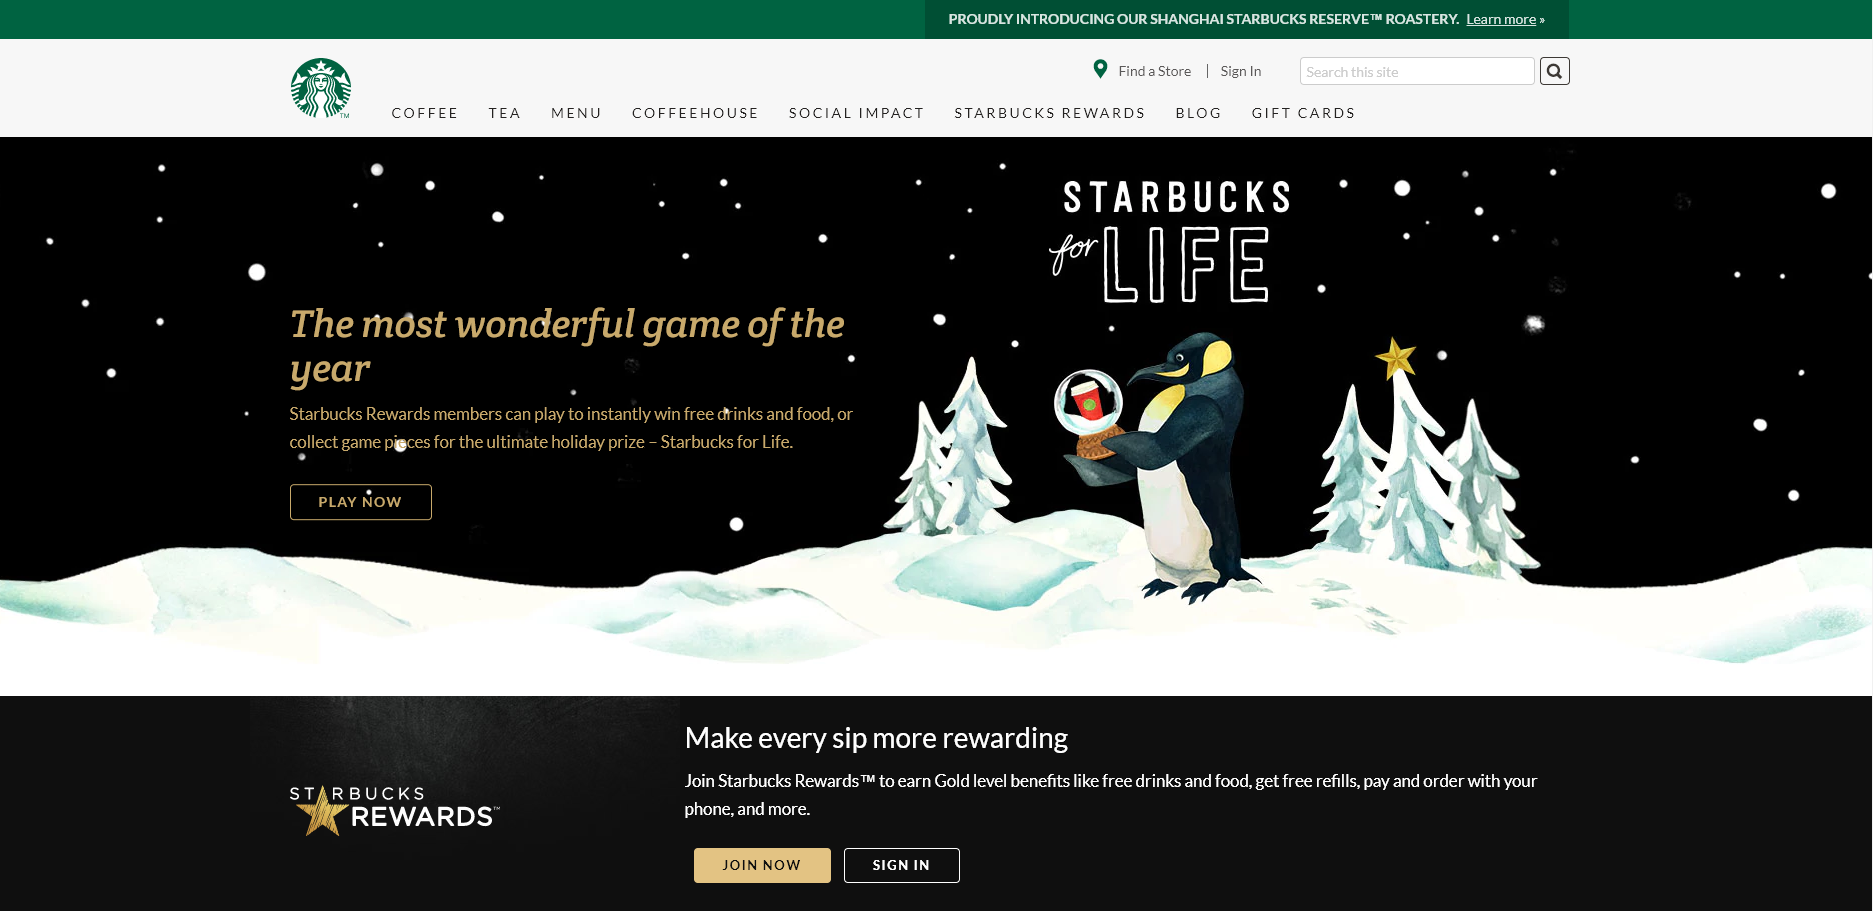 PROUDLY INTRODUCING OUR SHANGHAI STARBUCKS RESERVE™ ROASTERY. Learn more »
Find a Store | Sign In
Search this site
TM
COFFEE TEA MENU COFFEEHOUSE SOCIAL IMPACT STARBUCKS REWARDS BLOG GIFT CARDS
STARBUCKS
for LIFE
The most wonderful game of the
year
Starbucks Rewards members can play to instantly win free drinks and food, or
collect game pieces for the ultimate holiday prize – Starbucks for Life.
PLAY NOW
STARBUCKS
REWARDS™
Make every sip more rewarding
Join Starbucks Rewards™ to earn Gold level benefits like free drinks and food, get free refills, pay and order with your
phone, and more.
JOIN NOW
SIGN IN